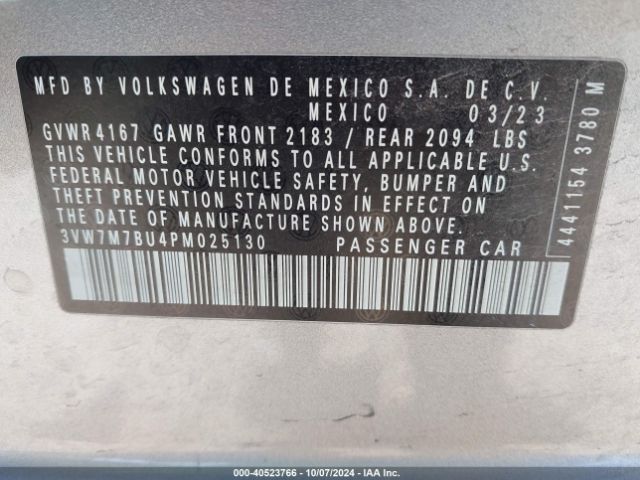 MFD BY VOLKSWAGEN DE MEXICO S.A. DE C.V.
MEXICO 03/23
GVWR 4167 GAWR FRONT 2183 / REAR 2094 LBS
THIS VEHICLE CONFORMS TO ALL APPLICABLE U.S.
FEDERAL MOTOR VEHICLE SAFETY, BUMPER AND
THEFT PREVENTION STANDARDS IN EFFECT ON
THE DATE OF MANUFACTURE SHOWN ABOVE.
3VW7M7BU4PM025130 PASSENGER CAR
4441154 3780 M
000-40523766 - 10/07/2024 - IAA Inc.